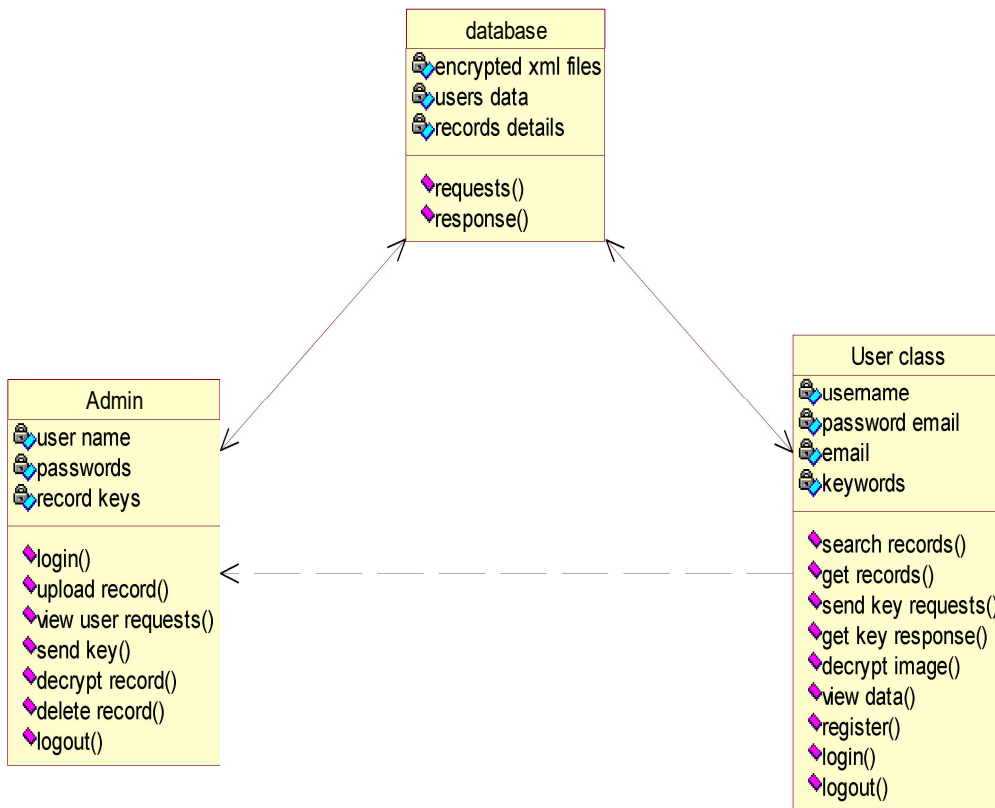 database
encrypted xml files
users data
records details
requests()
response()
Admin
user name
passwords
record keys
login()
upload record()
view user requests()
send key()
decrypt record()
delete record()
logout()
User class
username
password email
email
keywords
search records()
get records()
send key requests()
get key response()
decrypt image()
view data()
register()
login()
logout()